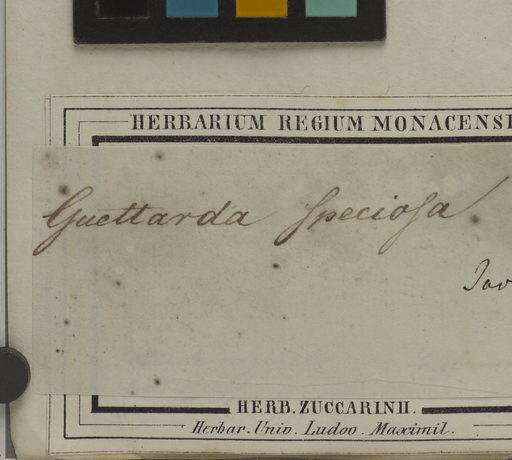 HERBARIUM REGIUM MONACENSE
Guettarda speciosa
HERB. ZUCCARINII.
Herbar. Univ. Ludov. Maximil.